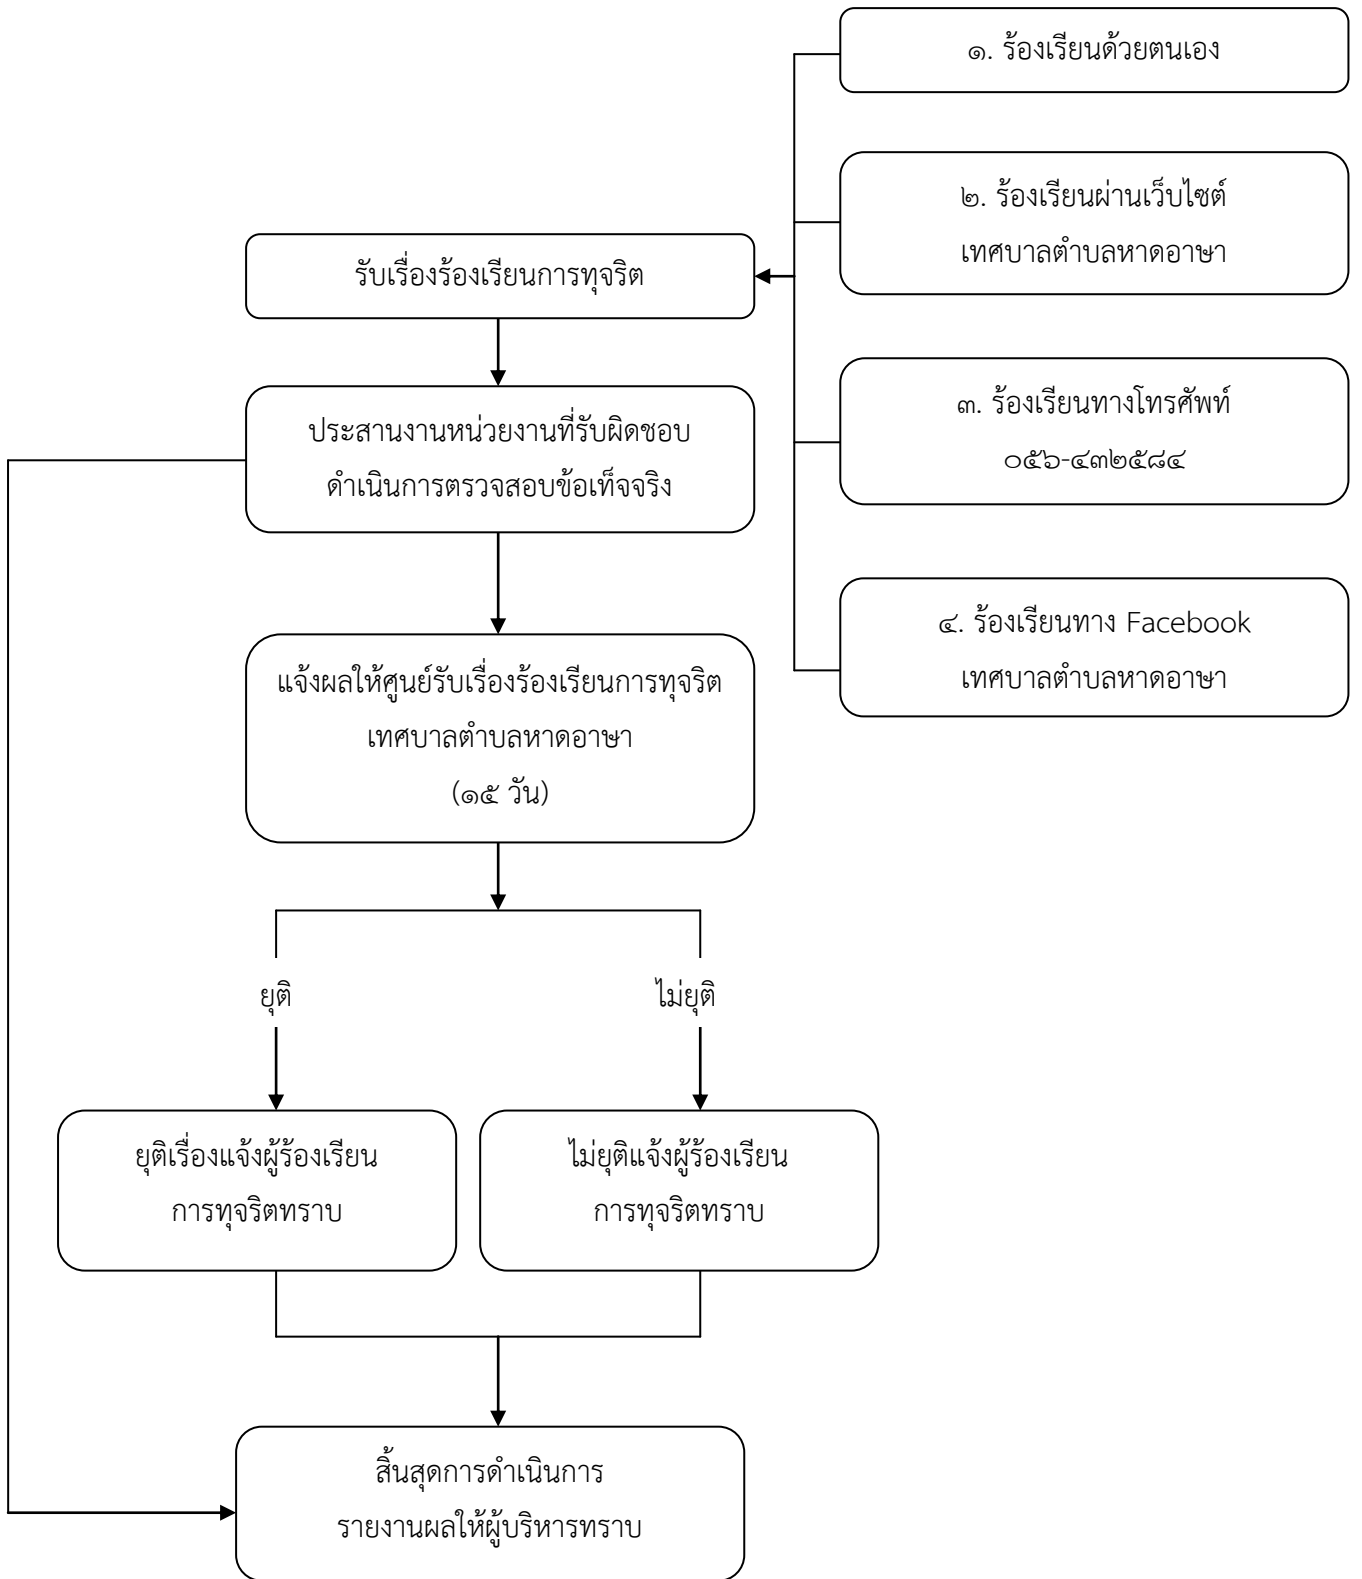 ๑. ร้องเรียนด้วยตนเอง
๒. ร้องเรียนผ่านเว็บไซต์
เทศบาลตำบลหาดอาษา
รับเรื่องร้องเรียนการทุจริต
๓. ร้องเรียนทางโทรศัพท์
๐๕๖-๔๓๒๕๘๔
ประสานงานหน่วยงานที่รับผิดชอบ
ดำเนินการตรวจสอบข้อเท็จจริง
๔. ร้องเรียนทาง Facebook
เทศบาลตำบลหาดอาษา
แจ้งผลให้ศูนย์รับเรื่องร้องเรียนการทุจริต
เทศบาลตำบลหาดอาษา
(๑๕ วัน)
ยุติ
ไม่ยุติ
ยุติเรื่องแจ้งผู้ร้องเรียน
การทุจริตทราบ
ไม่ยุติแจ้งผู้ร้องเรียน
การทุจริตทราบ
สิ้นสุดการดำเนินการ
รายงานผลให้ผู้บริหารทราบ